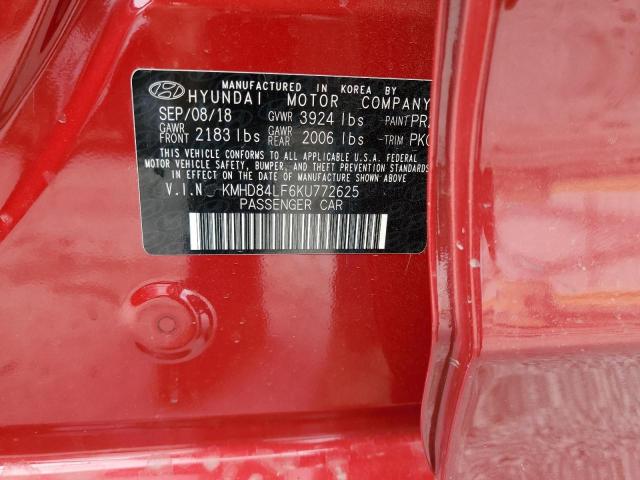 MANUFACTURED IN KOREA BY
HYUNDAI MOTOR COMPANY
SEP/08/18 GVWR 3924 lbs PAINT PR2
GAWR FRONT 2183 lbs GAWR REAR 2006 lbs TRIM PK
THIS VEHICLE CONFORMS TO ALL APPLICABLE U.S.A. FEDERAL
MOTOR VEHICLE SAFETY, BUMPER, AND THEFT PREVENTION STANDARDS
IN EFFECT ON THE DATE OF MANUFACTURE SHOWN ABOVE.
V.I.N KMHD84LF6KU772625
PASSENGER CAR